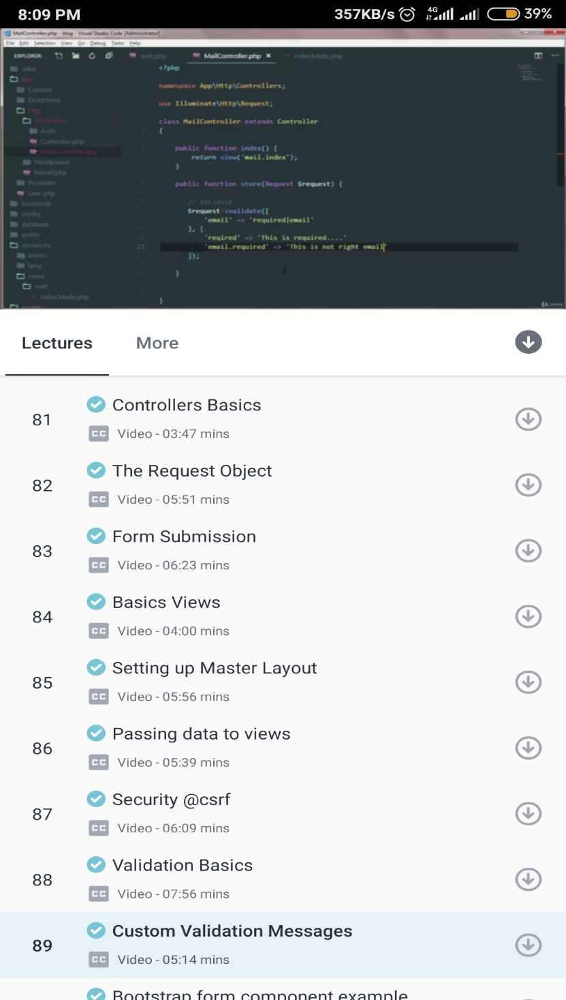 8:09 PM 357KB/s 4G 39%
MailController.php - blog - Visual Studio Code [Administrator]
File Edit Selection View Go Debug Tasks Help
EXPLORER: web.php MailController.php × index.blade.php
.idea
app
Console
Exceptions
Http
Controllers
Auth
Controller.php
MailController.php
Middleware
Kernel.php
Providers
User.php
bootstrap
config
database
public
resources
assets
lang
views
mail
index.blade.php
<?php
namespace App\Http\Controllers;
use Illuminate\Http\Request;
class MailController extends Controller
{
public function index() {
return view('mail.index');
}
public function store(Request $request) {
// Validate
$request->validate([
'email' => 'required|email'
], [
'reqired' => 'This is required....'
21 'email.required' => 'This is not right email'
]);
}
}
Udemy
Lectures More
81 Controllers Basics
CC Video - 03:47 mins
82 The Request Object
CC Video - 05:51 mins
83 Form Submission
CC Video - 06:23 mins
84 Basics Views
CC Video - 04:00 mins
85 Setting up Master Layout
CC Video - 05:56 mins
86 Passing data to views
CC Video - 05:39 mins
87 Security @csrf
CC Video - 06:09 mins
88 Validation Basics
CC Video - 07:56 mins
89 Custom Validation Messages
CC Video - 05:14 mins
Bootstrap form component example